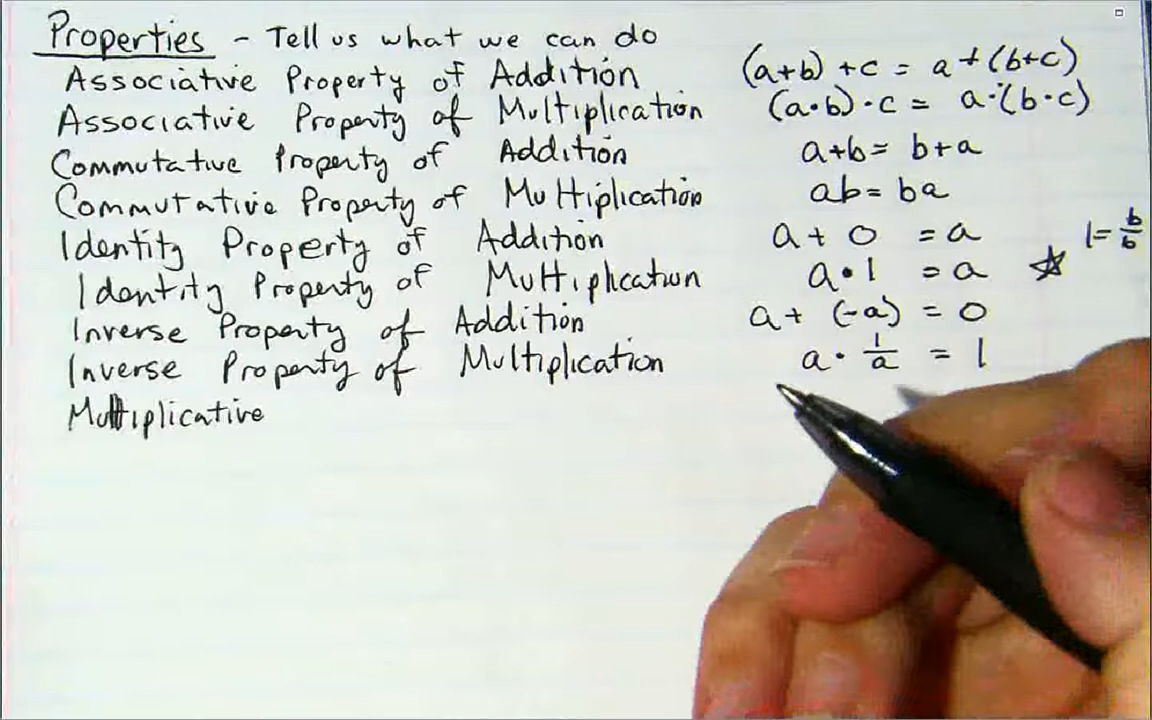 Properties - Tell us what we can do
Associative Property of Addition (a+b)+c = a+(b+c)
Associative Property of Multiplication (a·b)·c = a·(b·c)
Commutative Property of Addition a+b = b+a
Commutative Property of Multiplication ab = ba
Identity Property of Addition a + 0 = a
Identity Property of Multiplication a·1 = a ☆ 1 = b/b
Inverse Property of Addition a + (-a) = 0
Inverse Property of Multiplication a · 1/a = 1
Multiplicative